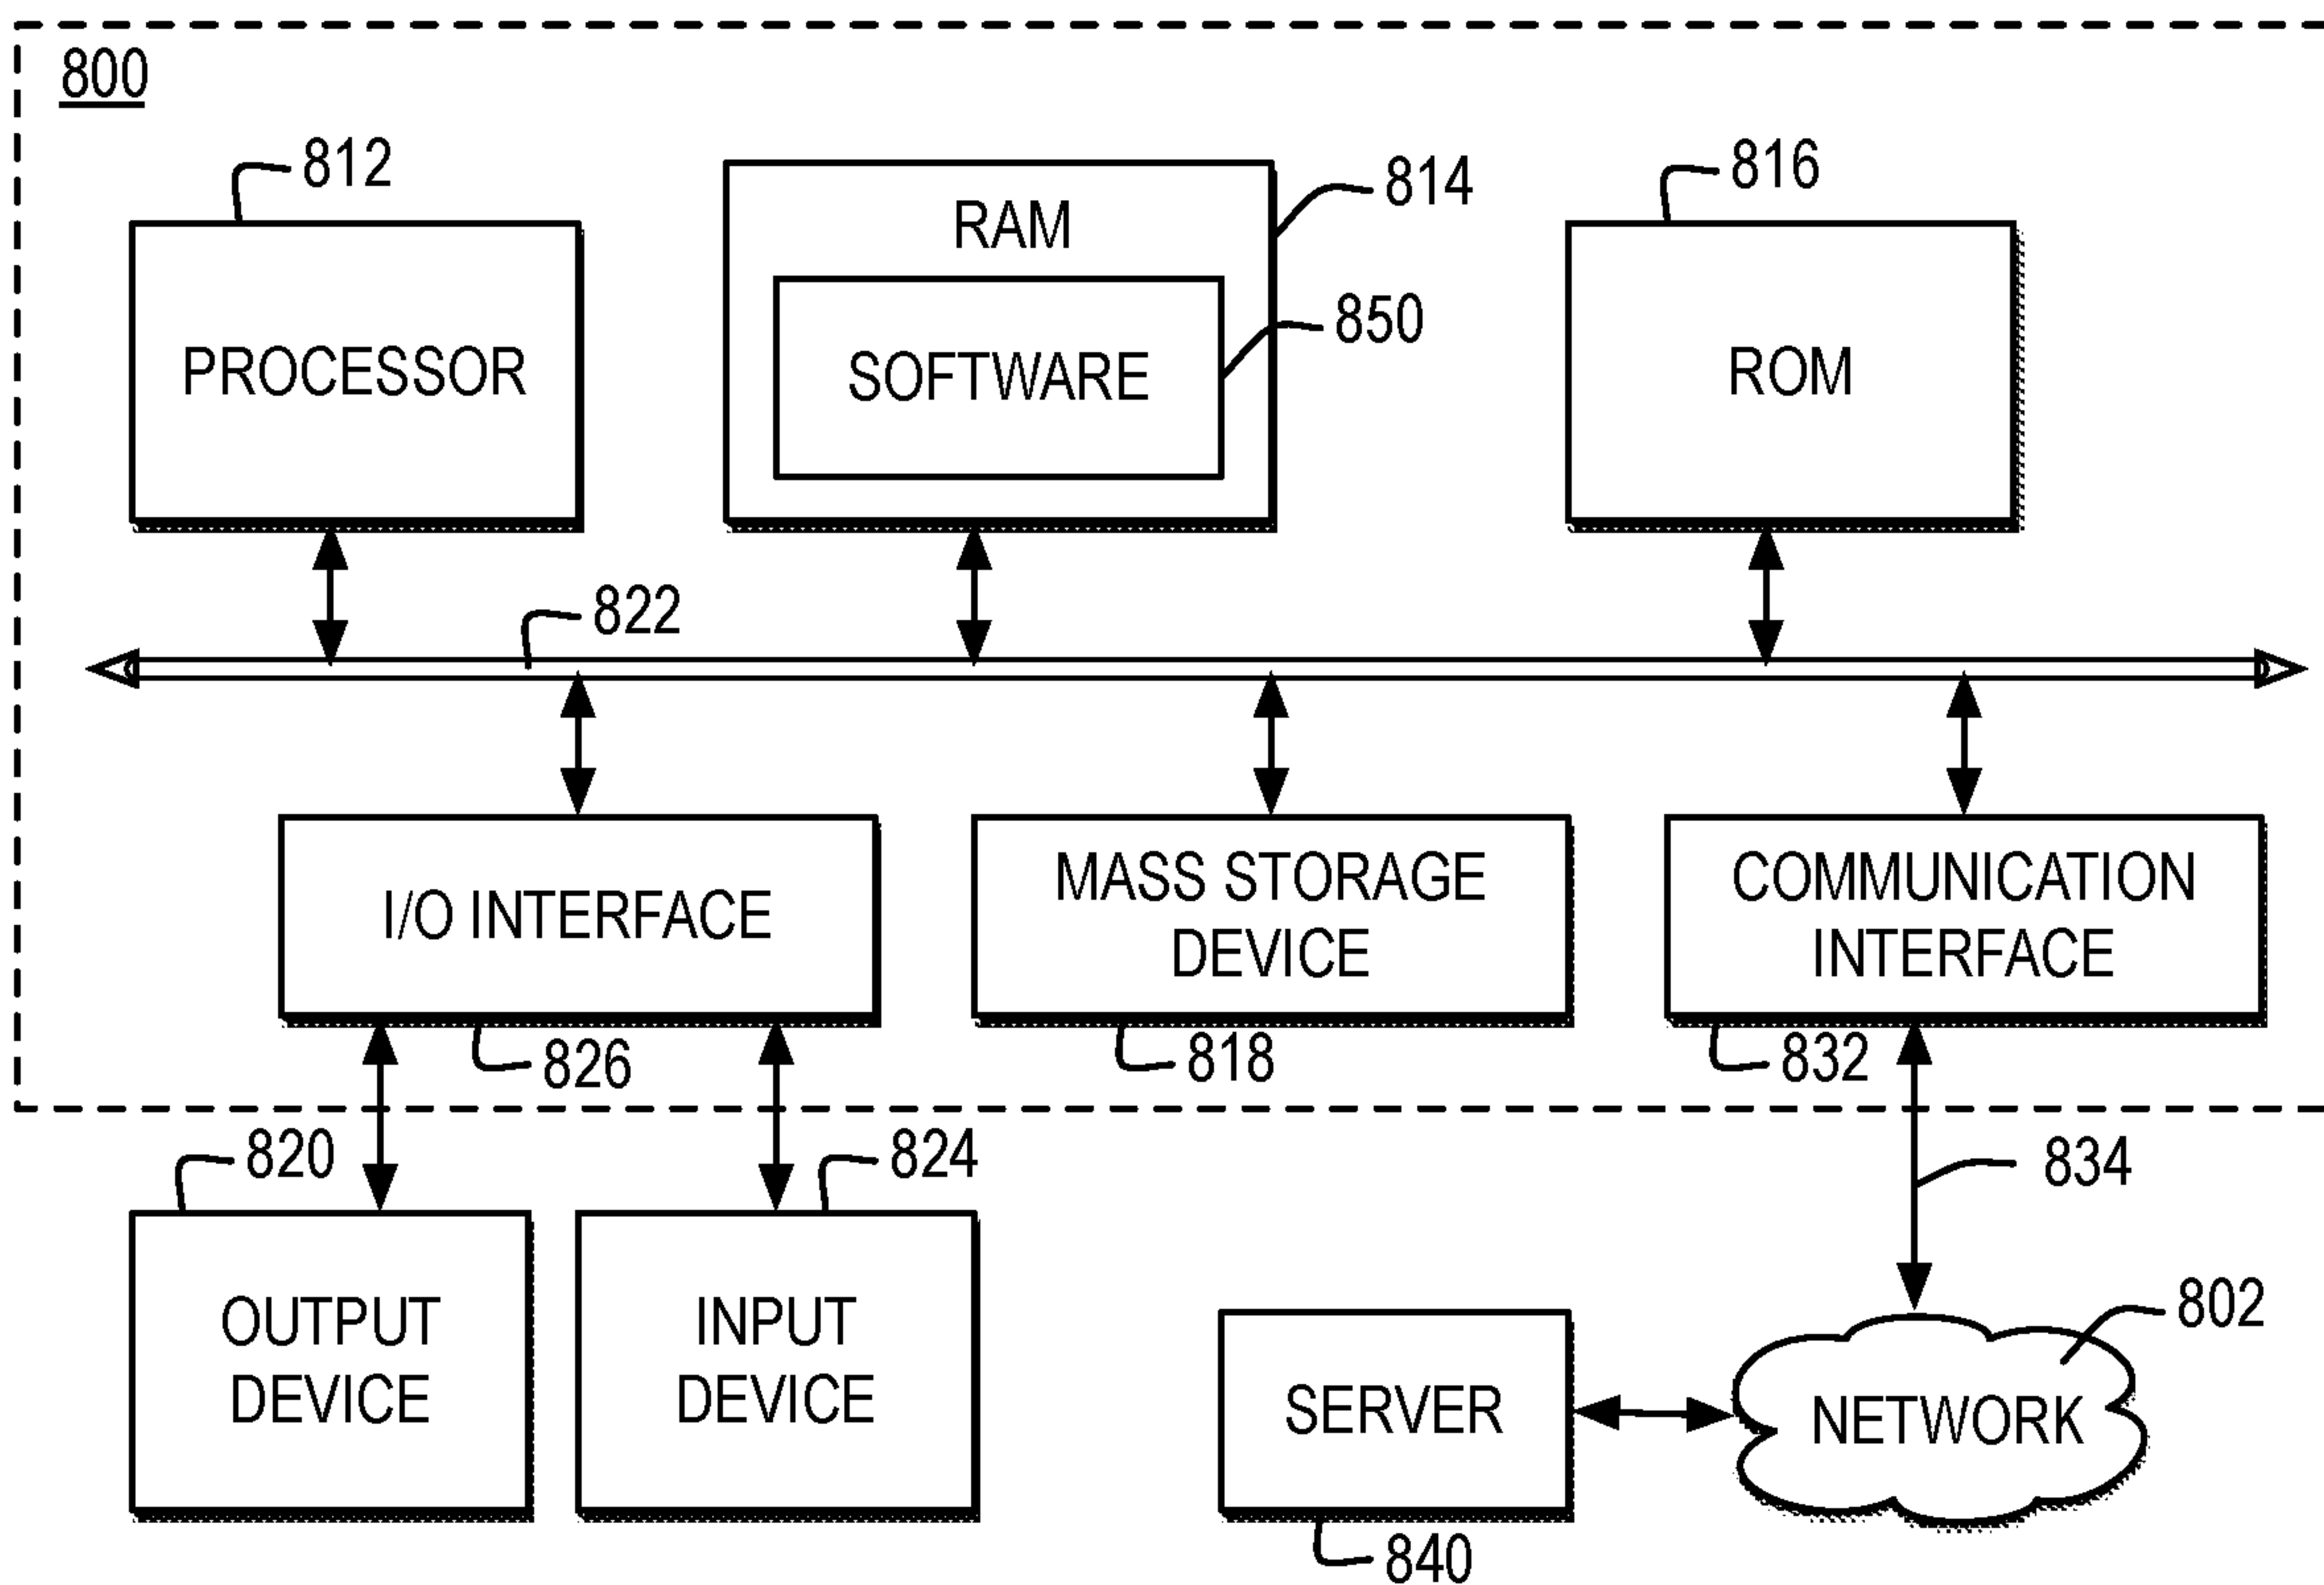 800
812
814
816
RAM
850
PROCESSOR
SOFTWARE
ROM
822
I/O INTERFACE
MASS STORAGE
DEVICE
COMMUNICATION
INTERFACE
826
818
832
820
824
834
OUTPUT
DEVICE
INPUT
DEVICE
802
SERVER
NETWORK
840